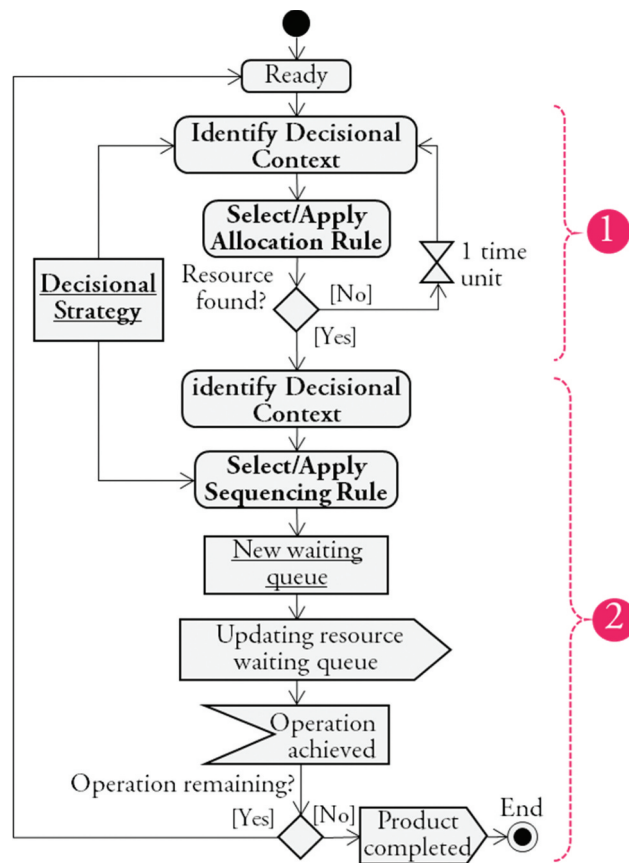 Ready
Identify Decisional
Context
Select/Apply
Allocation Rule
1 time
unit
1
Resource
found?
[No]
[Yes]
Decisional
Strategy
identify Decisional
Context
Select/Apply
Sequencing Rule
New waiting
queue
Updating resource
waiting queue
2
Operation
achieved
Operation remaining?
[Yes]
[No]
Product
completed
End